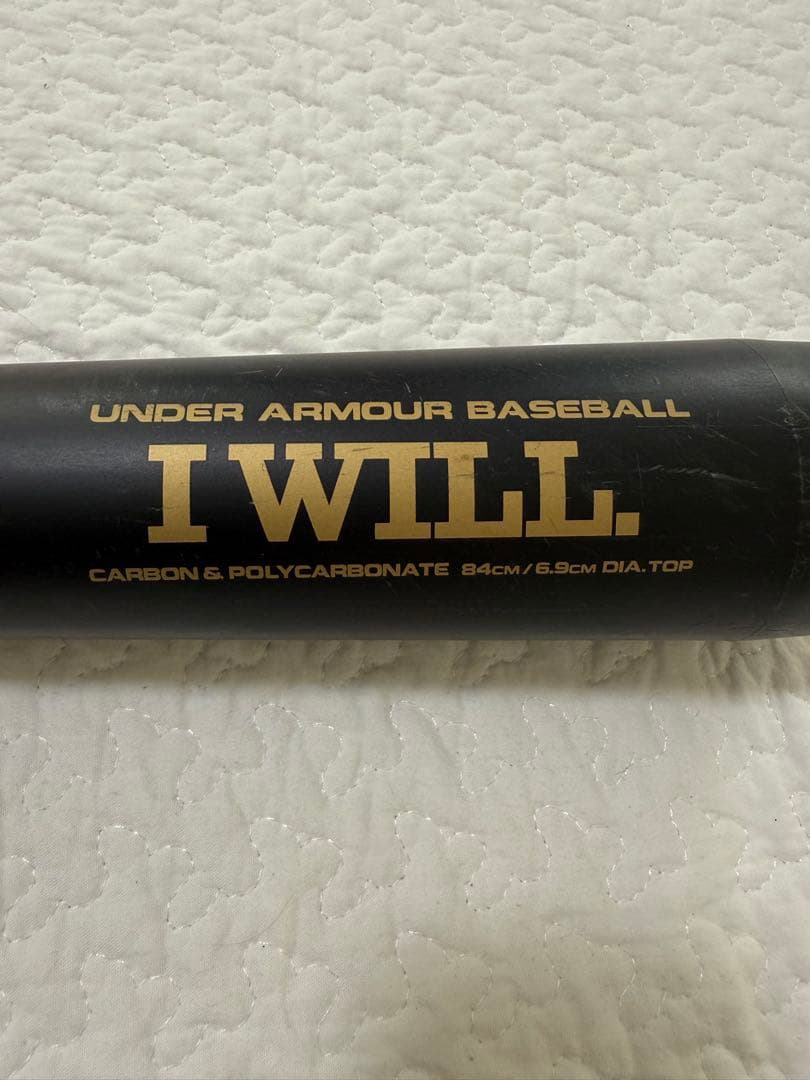 UNDER ARMOUR BASEBALL
I WILL.
CARBON & POLYCARBONATE 84CM/6.9CM DIA. TOP